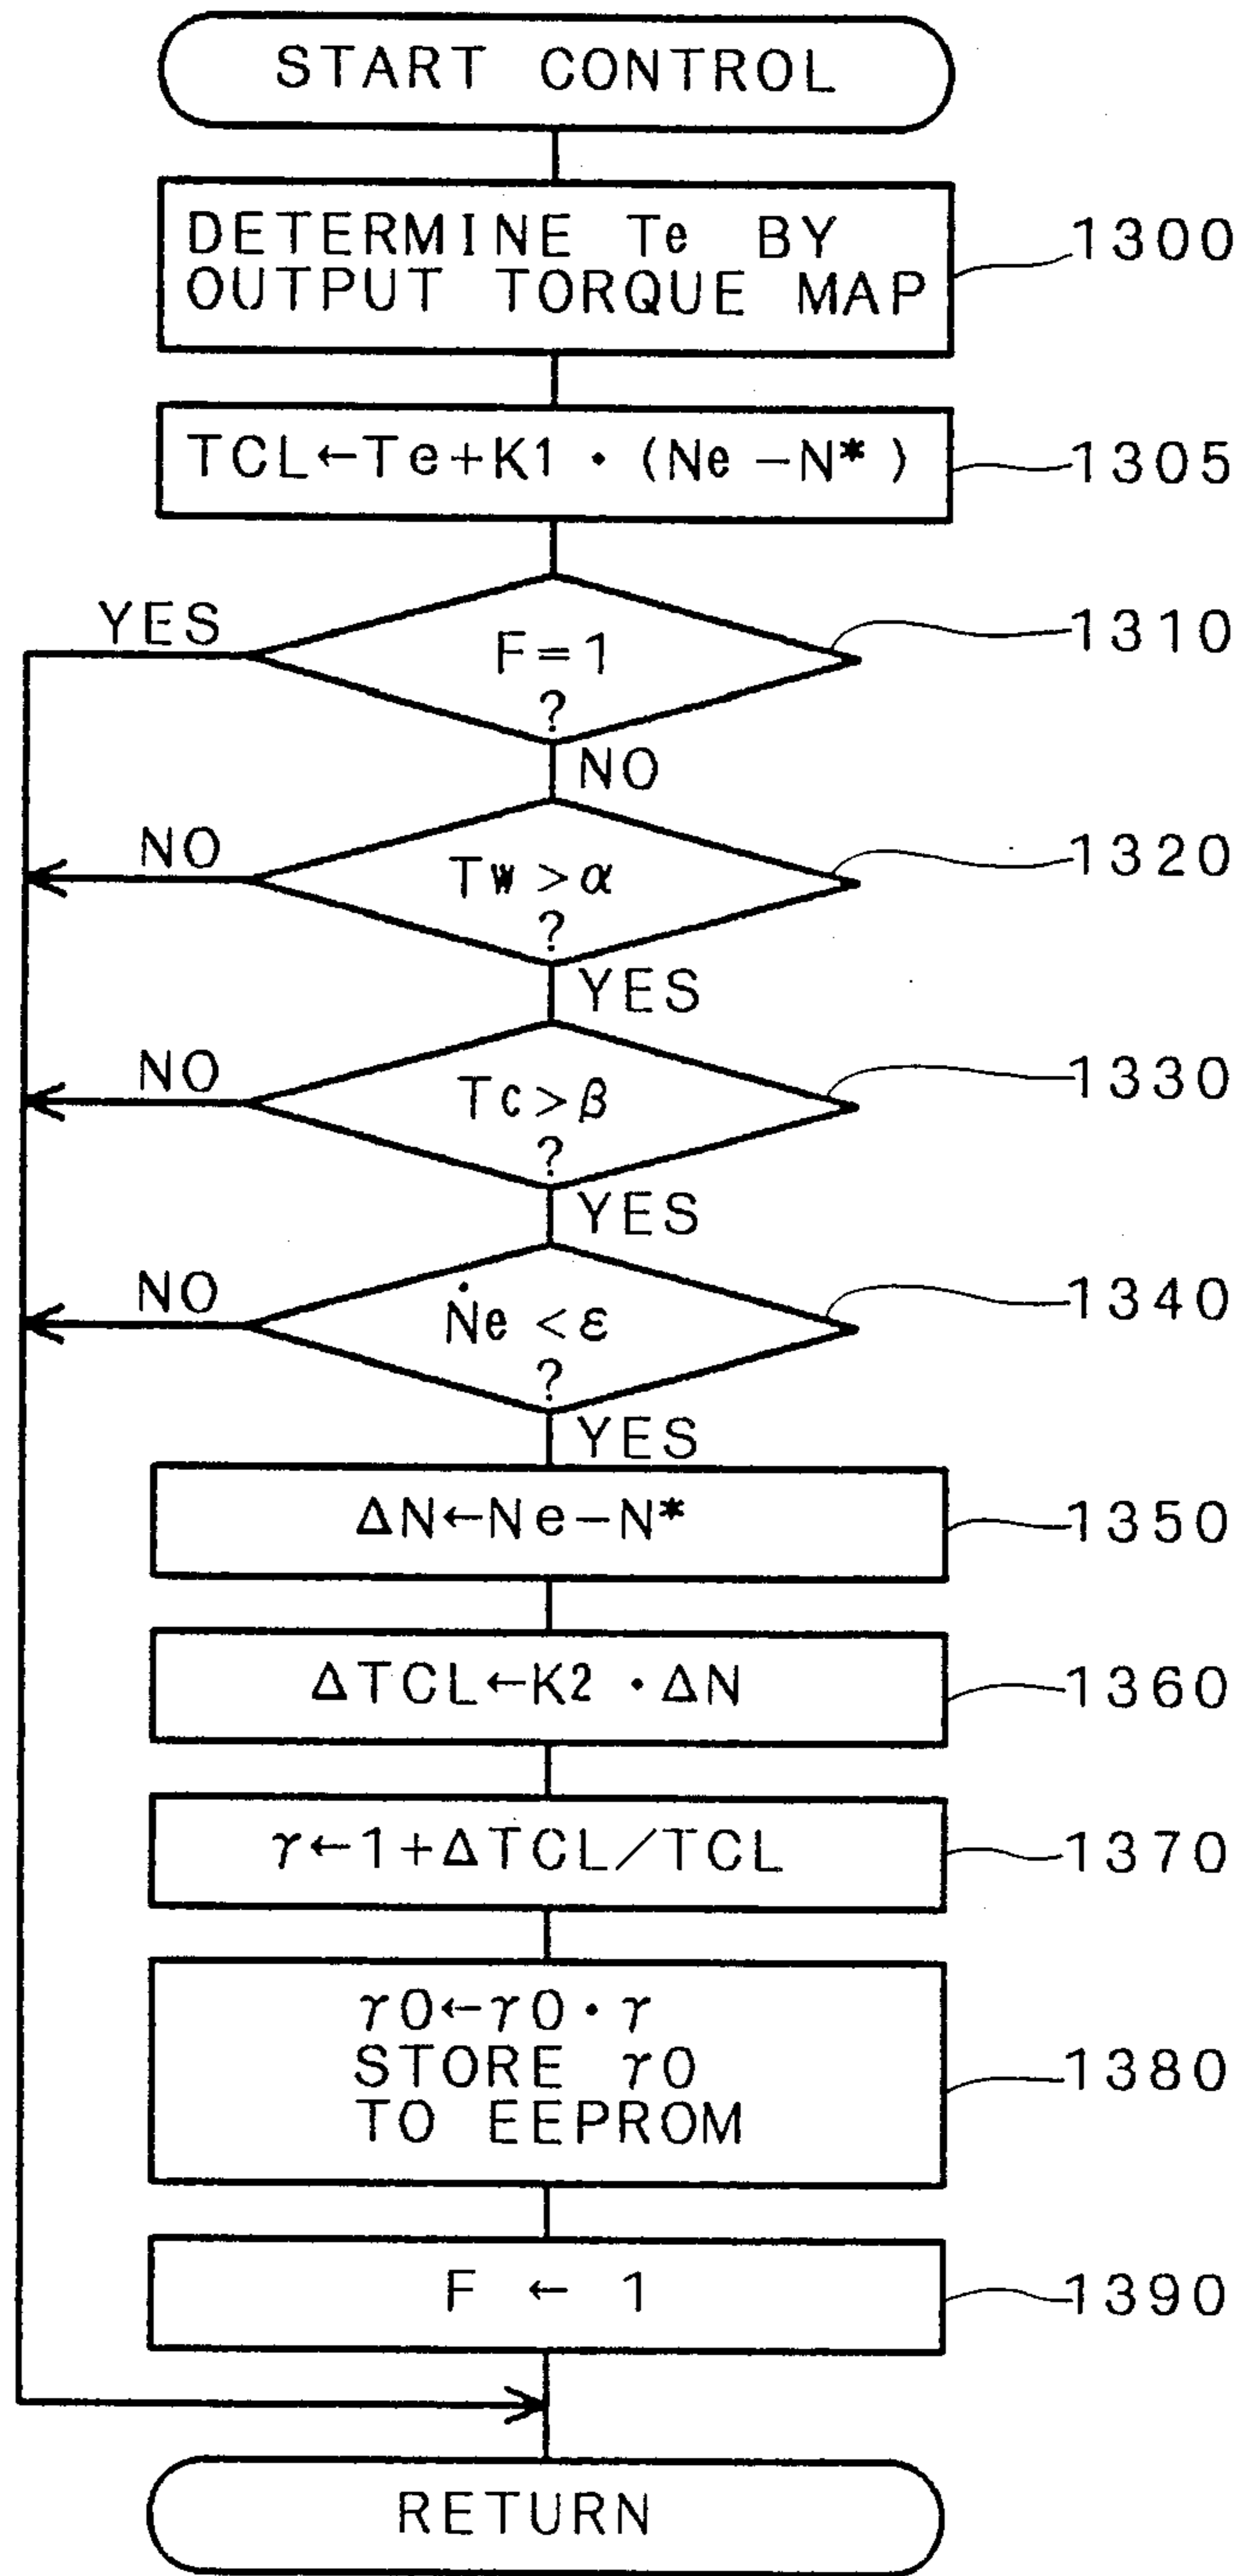 START CONTROL
DETERMINE Te BY
OUTPUT TORQUE MAP
1300
TCL←Te+K1・(Ne−N*)
1305
F=1
?
1310
YES
NO
Tw>α
?
1320
NO
YES
Tc>β
?
1330
NO
YES
Ṅe<ε
?
1340
NO
YES
ΔN←Ne−N*
1350
ΔTCL←K2・ΔN
1360
γ←1+ΔTCL/TCL
1370
γ0←γ0・γ
STORE γ0
TO EEPROM
1380
F ← 1
1390
RETURN